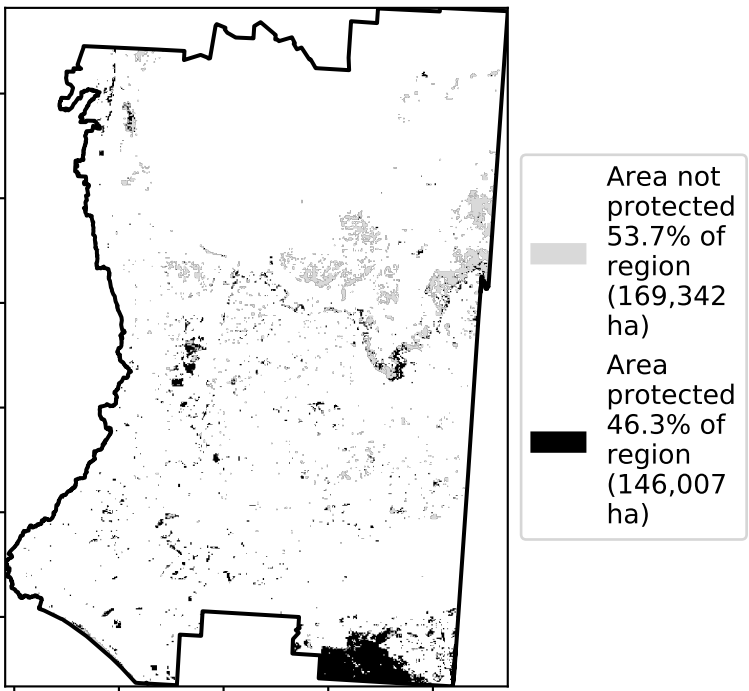 Area not
protected
53.7% of
region
(169,342
ha)
Area
protected
46.3% of
region
(146,007
ha)